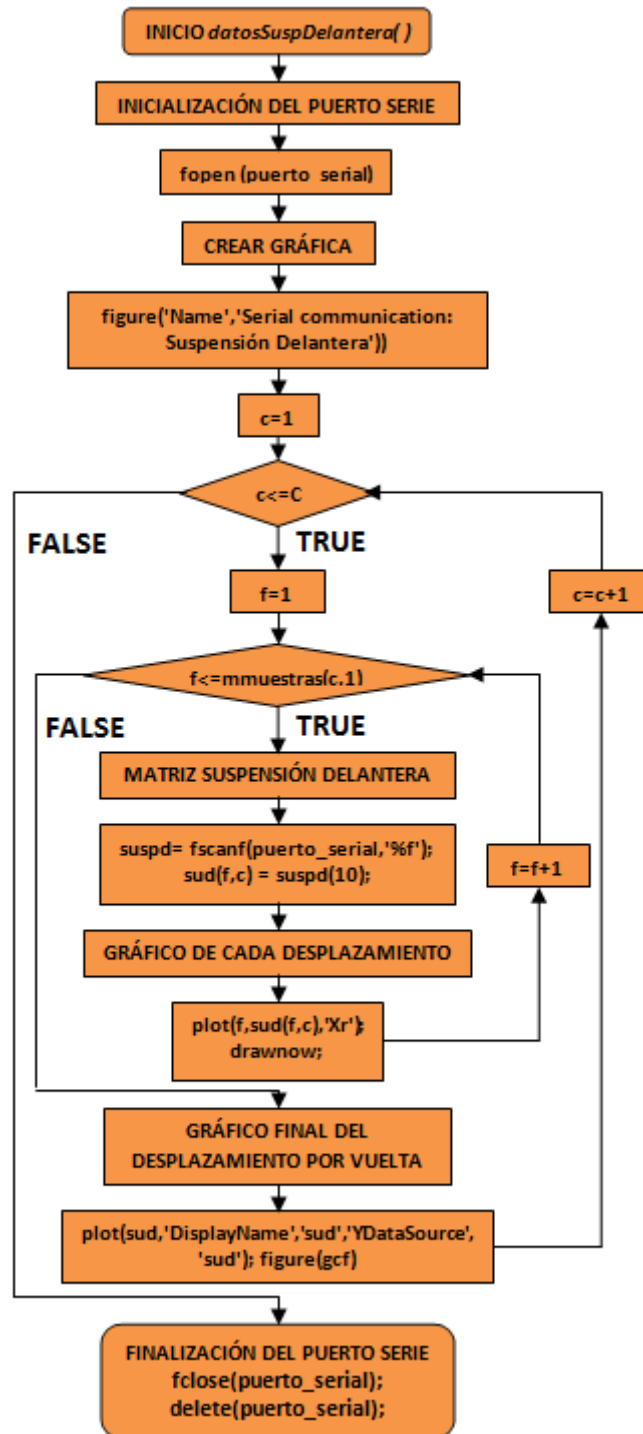 INICIO datosSuspDelantera( )
INICIALIZACIÓN DEL PUERTO SERIE
fopen (puerto_serial)
CREAR GRÁFICA
figure('Name','Serial communication:
Suspensión Delantera'))
c=1
c<=C
FALSE
TRUE
f=1
c=c+1
f<=mmuestras(c,1)
FALSE
TRUE
MATRIZ SUSPENSIÓN DELANTERA
suspd= fscanf(puerto_serial,'%f');
sud(f,c) = suspd(10);
f=f+1
GRÁFICO DE CADA DESPLAZAMIENTO
plot(f,sud(f,c),'Xr');
drawnow;
GRÁFICO FINAL DEL
DESPLAZAMIENTO POR VUELTA
plot(sud,'DisplayName','sud','YDataSource',
'sud'); figure(gcf)
FINALIZACIÓN DEL PUERTO SERIE
fclose(puerto_serial);
delete(puerto_serial);